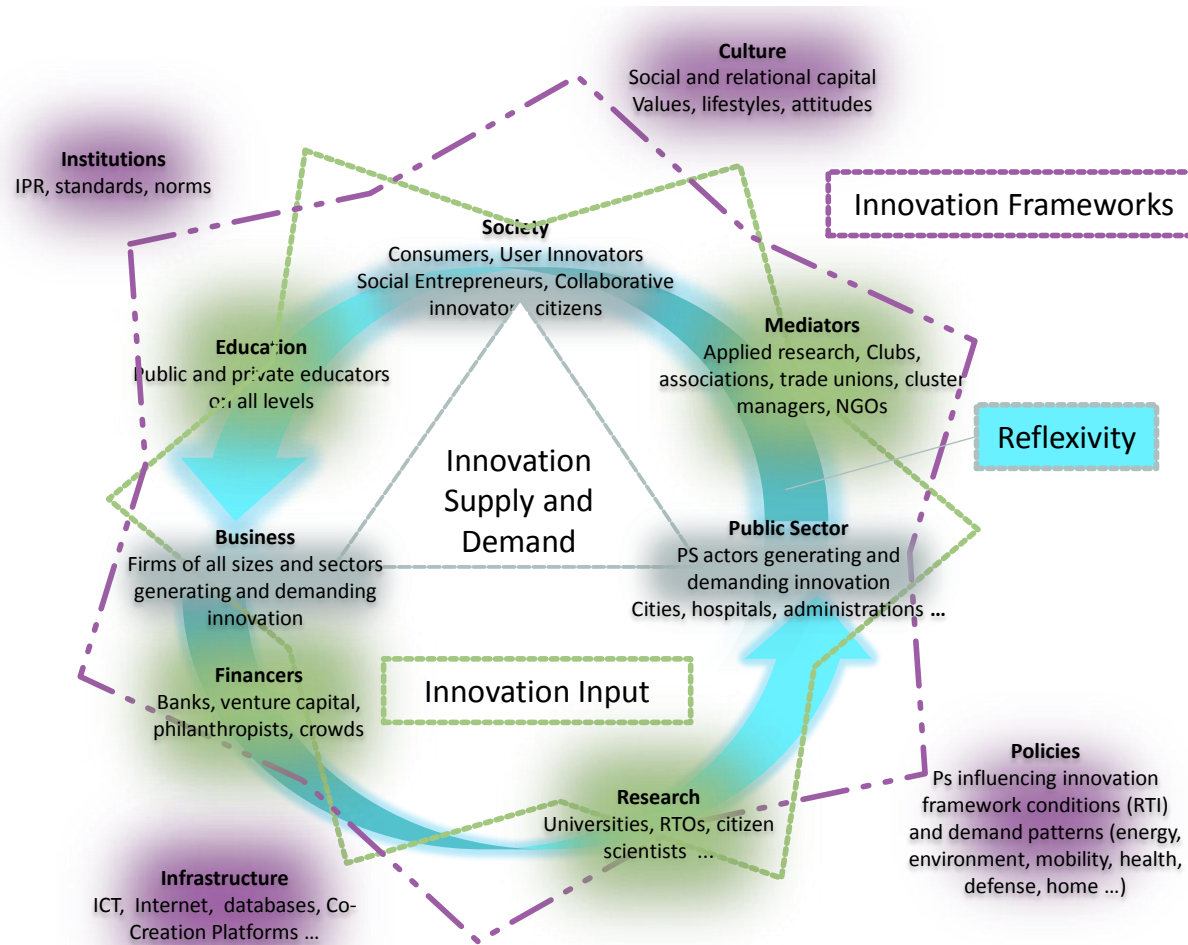 Culture
Social and relational capital
Values, lifestyles, attitudes
Institutions
IPR, standards, norms
Innovation Frameworks
Society
Consumers, User Innovators
Social Entrepreneurs, Collaborative
innovator, citizens
Education
Public and private educators
on all levels
Mediators
Applied research, Clubs,
associations, trade unions, cluster
managers, NGOs
Reflexivity
Innovation
Supply and
Demand
Business
Firms of all sizes and sectors
generating and demanding
innovation
Public Sector
PS actors generating and
demanding innovation
Cities, hospitals, administrations ...
Financers
Banks, venture capital,
philanthropists, crowds
Innovation Input
Research
Universities, RTOs, citizen
scientists ...
Policies
Ps influencing innovation
framework conditions (RTI)
and demand patterns (energy,
environment, mobility, health,
defense, home ...)
Infrastructure
ICT, Internet, databases, Co-
Creation Platforms ...